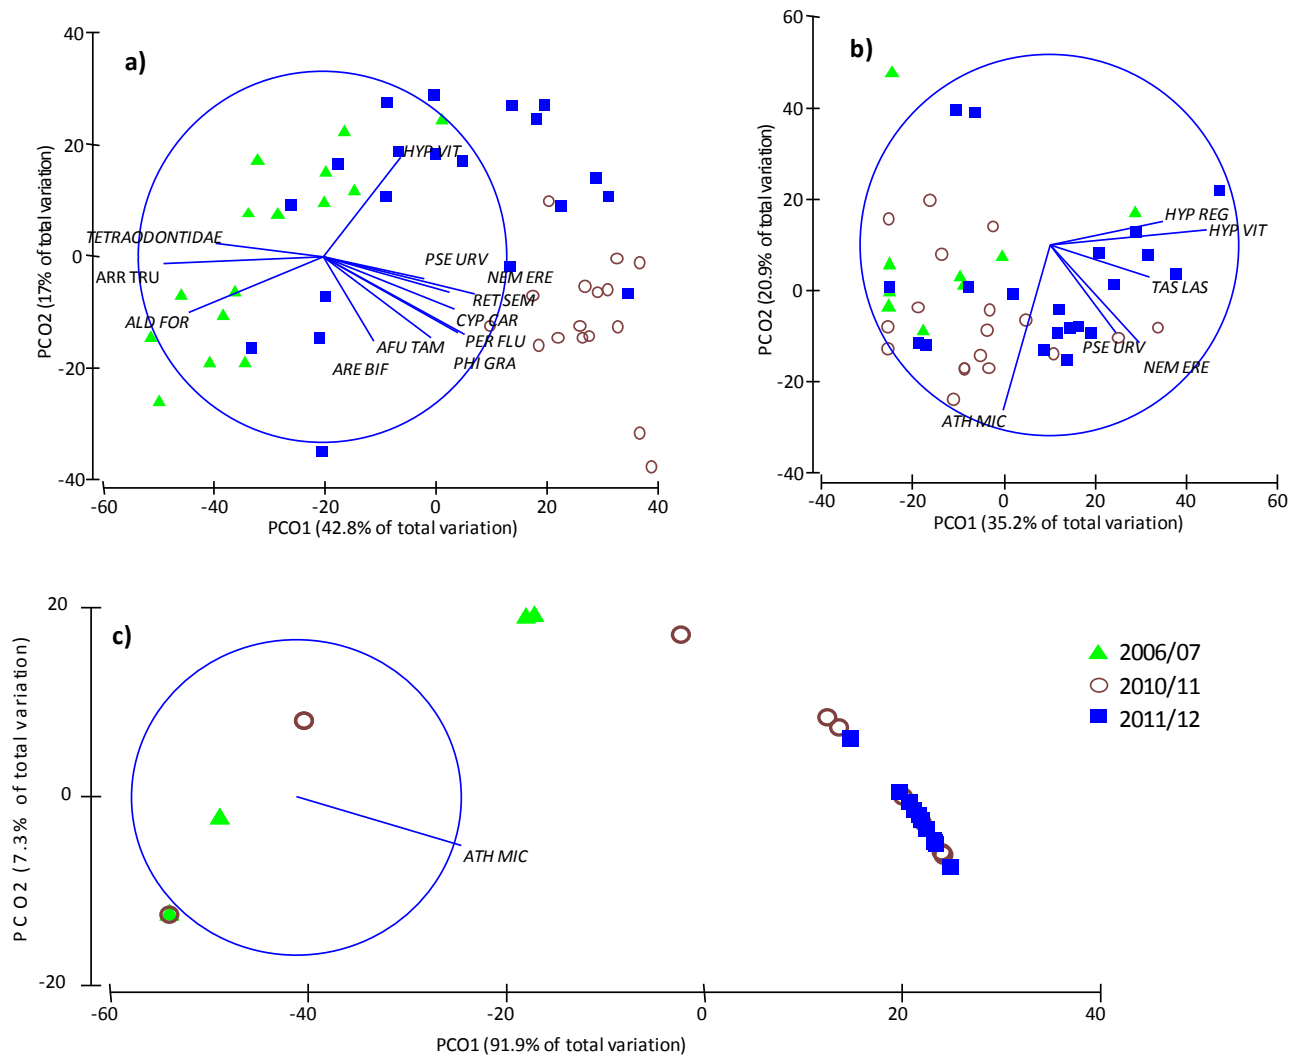 a)
40
20
0
-20
-40
PCO2 (17% of total variation)
HYP VIT
TETRAODONTIDAE
ARR TRU
ALD FOR
PSE URV
NEM ERE
RET SEM
CYP CAR
PER FLU
PHI GRA
AFU TAM
ARE BIF
-60
-40
-20
0
20
40
PCO1 (42.8% of total variation)
b)
60
40
20
0
-20
-40
PCO2 (20.9% of total variation)
HYP REG
HYP VIT
TAS LAS
PSE URV
NEM ERE
ATH MIC
-40
-20
0
20
40
60
PCO1 (35.2% of total variation)
c)
20
0
-20
PCO2 (7.3% of total variation)
ATH MIC
-60
-40
-20
0
20
40
PCO1 (91.9% of total variation)
2006/07
2010/11
2011/12